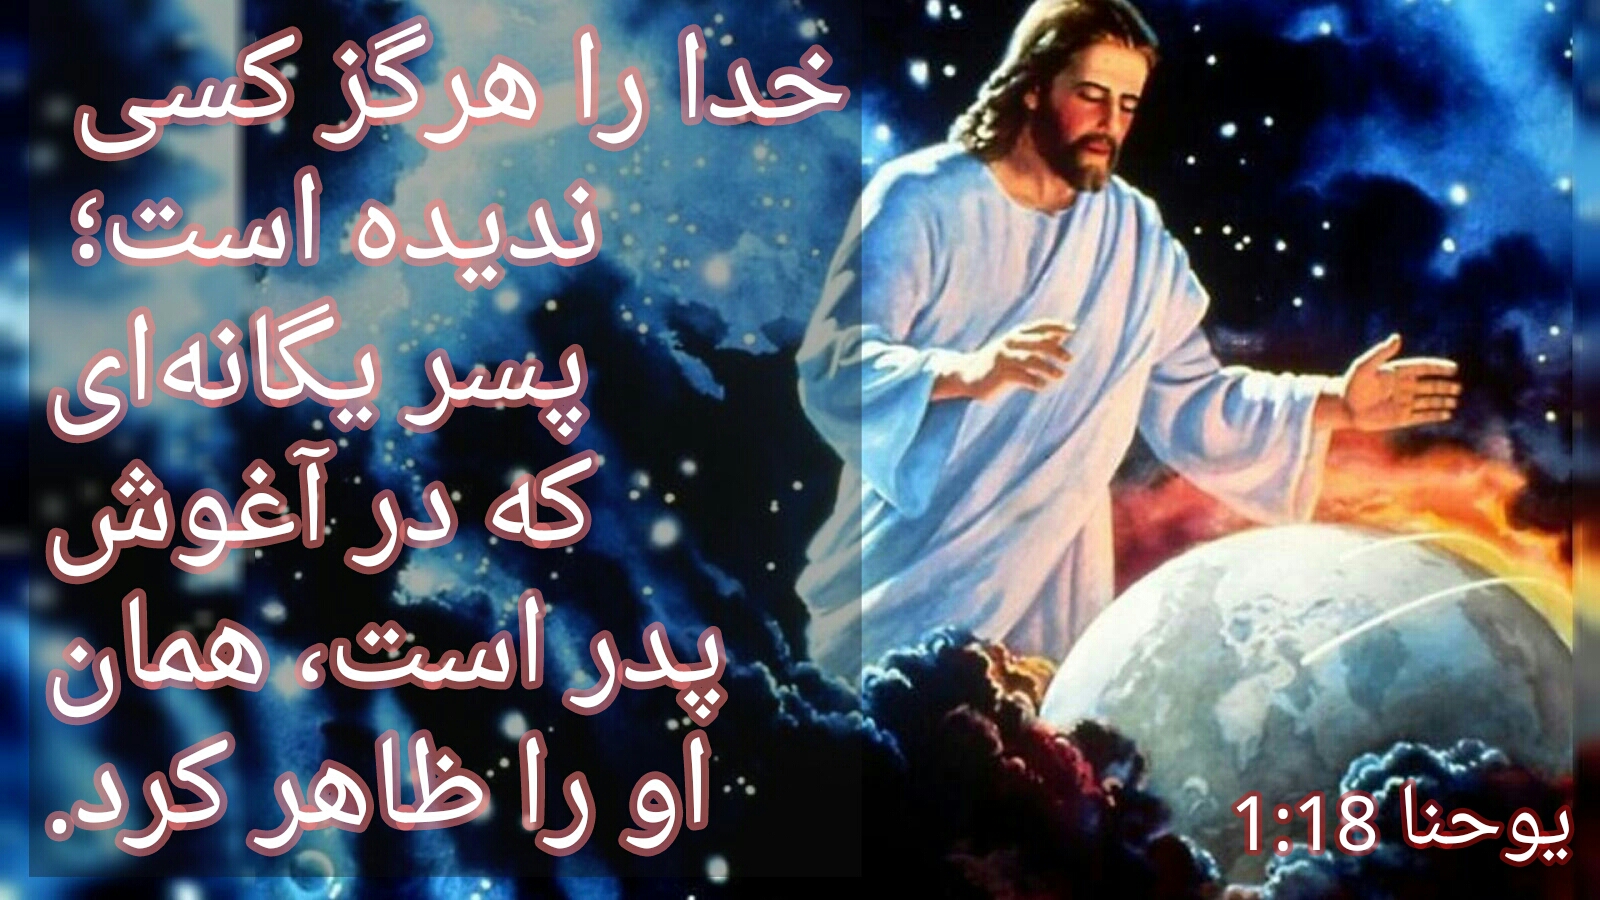 خدا را هرگز کسی
ندیده است؛
پسر یگانه‌ای
که در آغوش
پدر است، همان
او را ظاهر کرد.
یوحنا 1:18